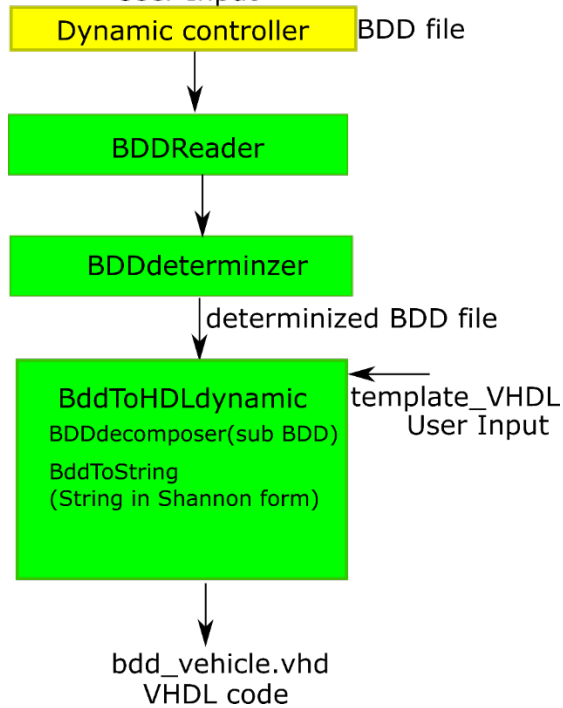 Dynamic controller
BDD file
BDDReader
BDDdeterminzer
determinized BDD file
BddToHDLdynamic
BDDdecomposer(sub BDD)
BddToString
(String in Shannon form)
template_VHDL
User Input
bdd_vehicle.vhd
VHDL code